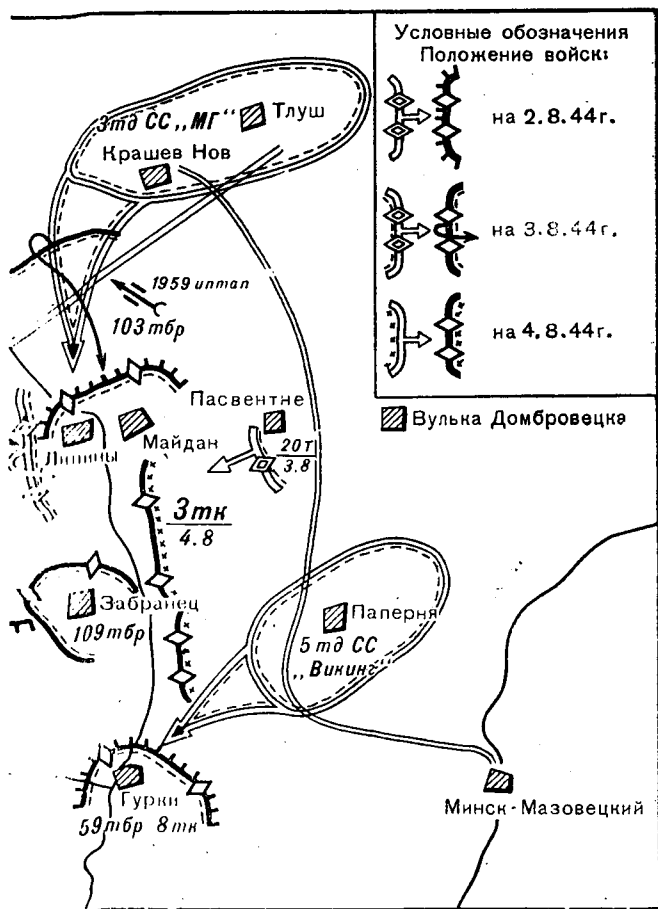 Условные обозначения
Положение войск:
на 2.8.44г.
на 3.8.44г.
на 4.8.44г.
3тд СС „МГ“
Тлуш
Крашев Нов
1959 иптап
103 тбр
Пасвентне
Вулька Домбровецка
Липины
Майдан
20Т
3.8
3тк
4.8
Забранец
109 тбр
Паперня
5 тд СС
„Викинг“
Гурки
59тбр 8тк
Минск-Мазовецкий